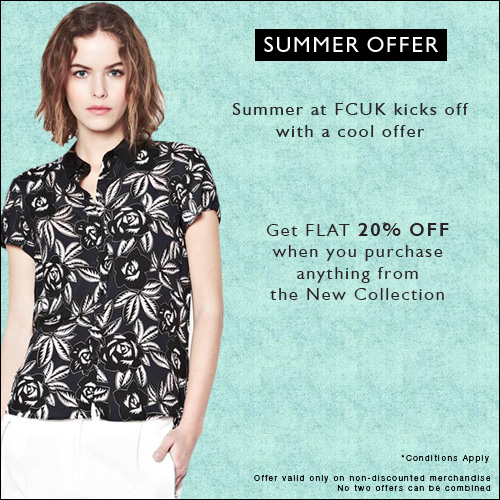 SUMMER OFFER
Summer at FCUK kicks off
with a cool offer
Get FLAT 20% OFF
when you purchase
anything from
the New Collection
*Conditions Apply
Offer valid only on non-discounted merchandise
No two offers can be combined